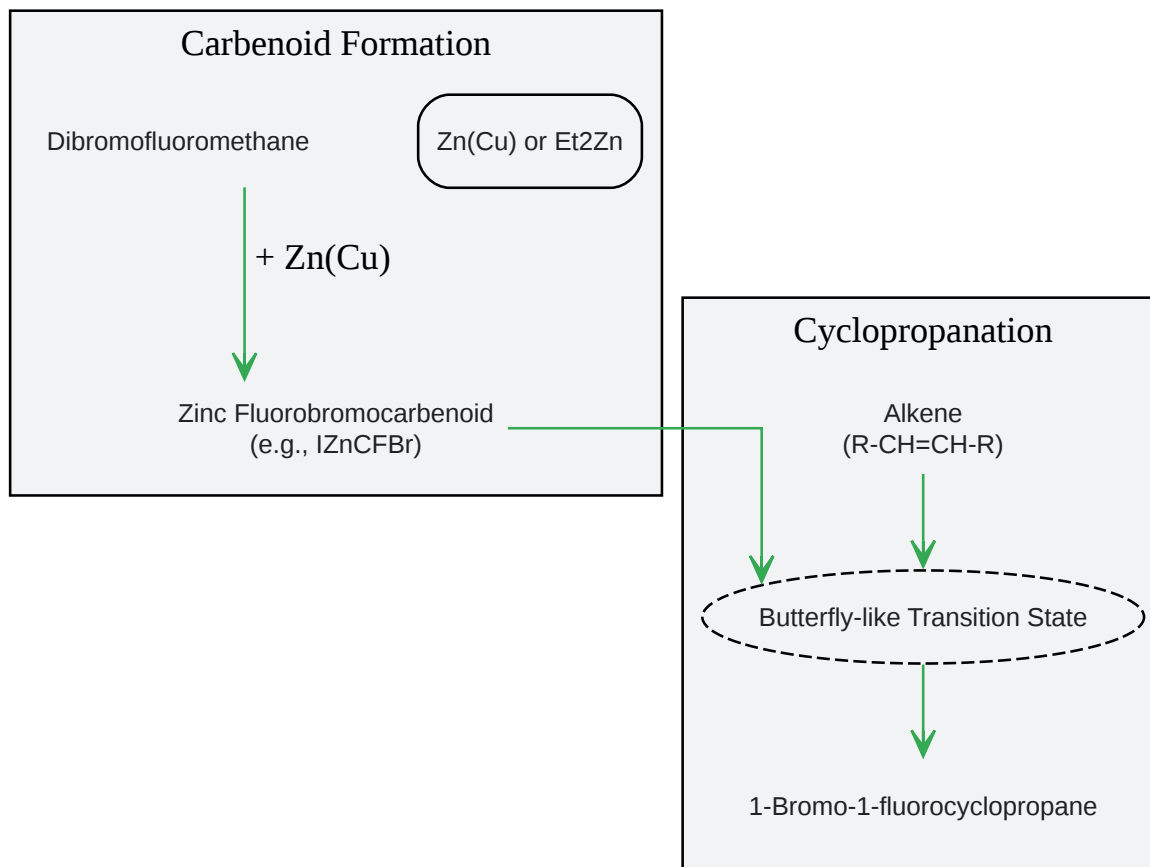 Carbenoid Formation
Dibromofluoromethane
Zn(Cu) or Et2Zn
+ Zn(Cu)
Zinc Fluorobromocarbenoid
(e.g., IZnCFBr)
Cyclopropanation
Alkene
(R-CH=CH-R)
Butterfly-like Transition State
1-Bromo-1-fluorocyclopropane